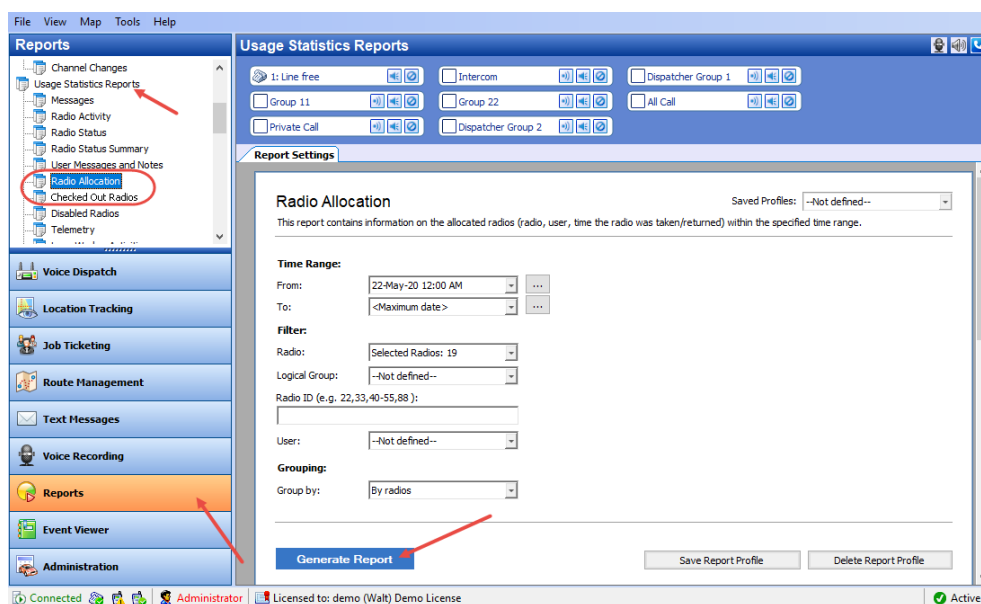 File View Map Tools Help
Reports
Usage Statistics Reports
Channel Changes
Usage Statistics Reports
Messages
Radio Activity
Radio Status
Radio Status Summary
User Messages and Notes
Radio Allocation
Checked Out Radios
Disabled Radios
Telemetry
Voice Dispatch
Location Tracking
Job Ticketing
Route Management
Text Messages
Voice Recording
Reports
Event Viewer
Administration
1: Line free
Intercom
Dispatcher Group 1
Group 11
Group 22
All Call
Private Call
Dispatcher Group 2
Report Settings
Radio Allocation
Saved Profiles: --Not defined--
This report contains information on the allocated radios (radio, user, time the radio was taken/returned) within the specified time range.
Time Range:
From: 22-May-20 12:00 AM ...
To: <Maximum date> ...
Filter:
Radio: Selected Radios: 19
Logical Group: --Not defined--
Radio ID (e.g. 22,33,40-55,88 ):
User: --Not defined--
Grouping:
Group by: By radios
Generate Report Save Report Profile Delete Report Profile
Connected Administrator Licensed to: demo (Walt) Demo License Active